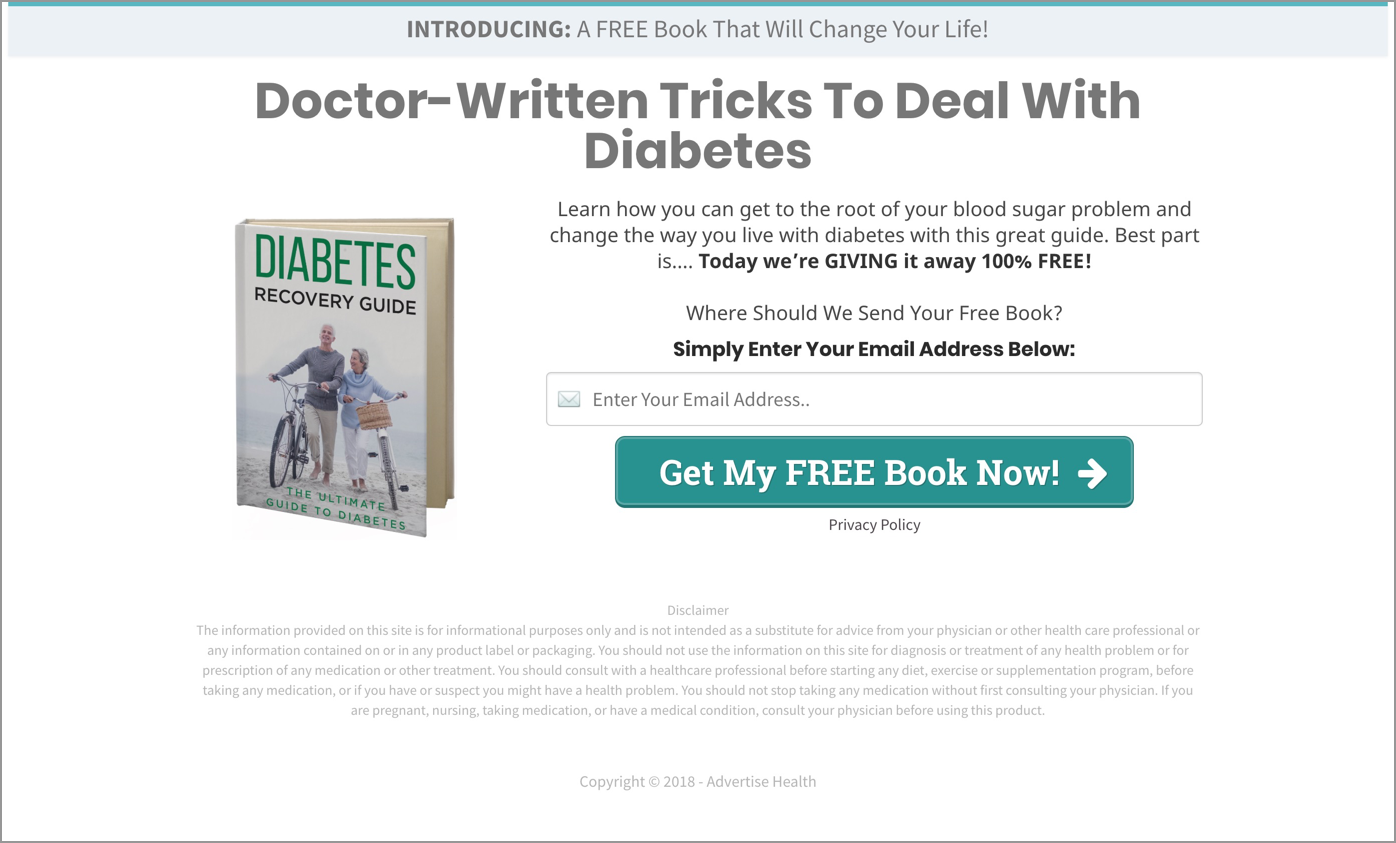 INTRODUCING: A FREE Book That Will Change Your Life!
Doctor-Written Tricks To Deal With
Diabetes
DIABETES
RECOVERY GUIDE
THE ULTIMATE
GUIDE TO DIABETES
Learn how you can get to the root of your blood sugar problem and
change the way you live with diabetes with this great guide. Best part
is.... Today we’re GIVING it away 100% FREE!
Where Should We Send Your Free Book?
Simply Enter Your Email Address Below:
Enter Your Email Address..
Get My FREE Book Now!
Privacy Policy
Disclaimer
The information provided on this site is for informational purposes only and is not intended as a substitute for advice from your physician or other health care professional or
any information contained on or in any product label or packaging. You should not use the information on this site for diagnosis or treatment of any health problem or for
prescription of any medication or other treatment. You should consult with a healthcare professional before starting any diet, exercise or supplementation program, before
taking any medication, or if you have or suspect you might have a health problem. You should not stop taking any medication without first consulting your physician. If you
are pregnant, nursing, taking medication, or have a medical condition, consult your physician before using this product.
Copyright © 2018 - Advertise Health